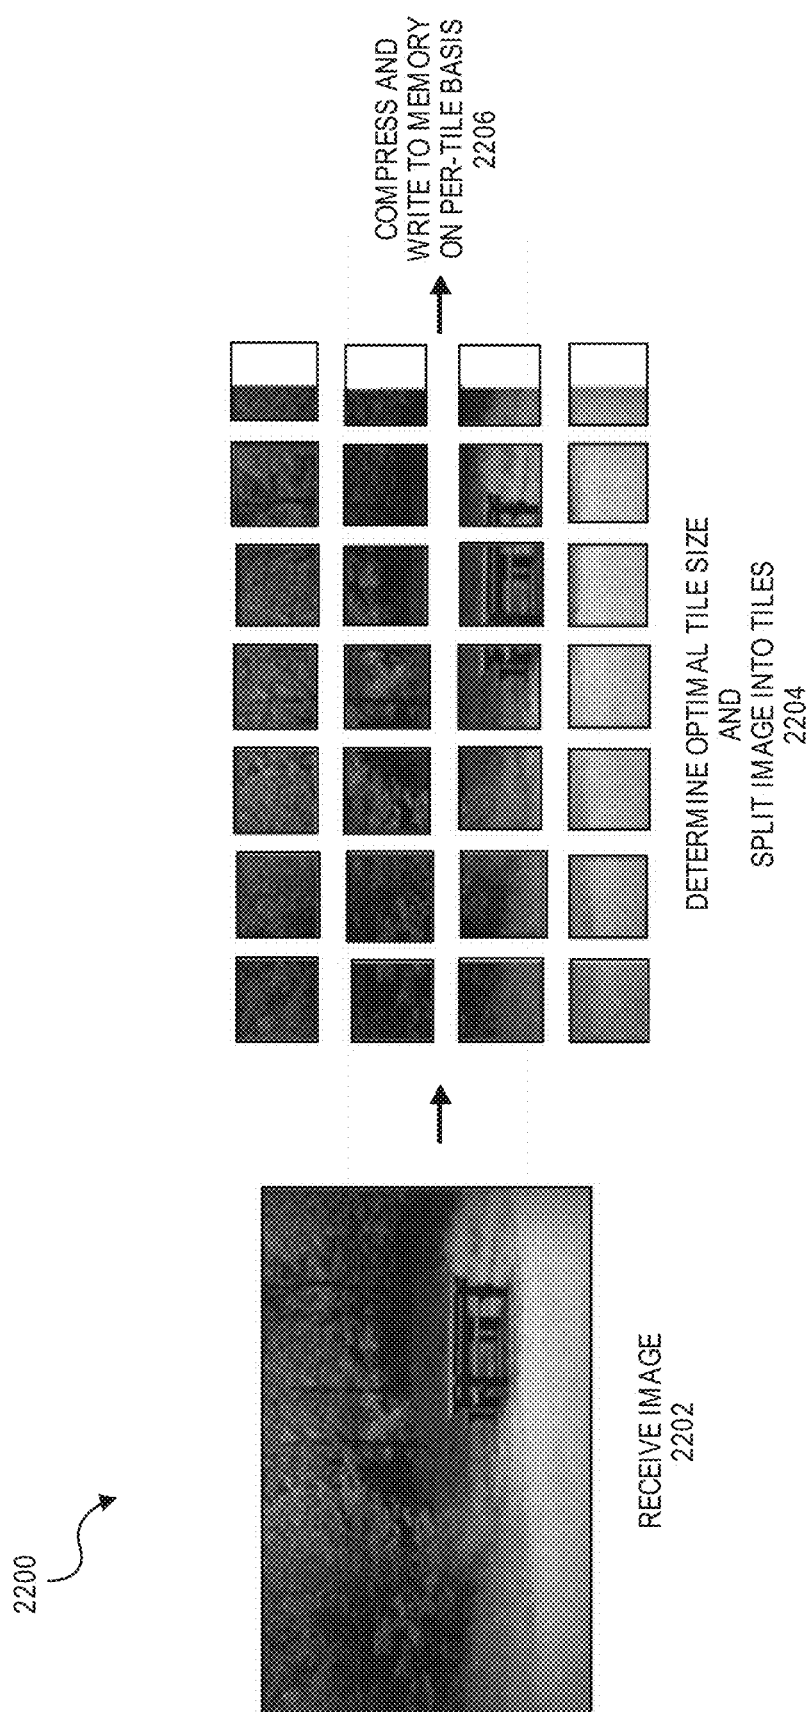 2200
RECEIVE IMAGE
2202
DETERMINE OPTIMAL TILE SIZE
AND
SPLIT IMAGE INTO TILES
2204
COMPRESS AND
WRITE TO MEMORY
ON PER-TILE BASIS
2206